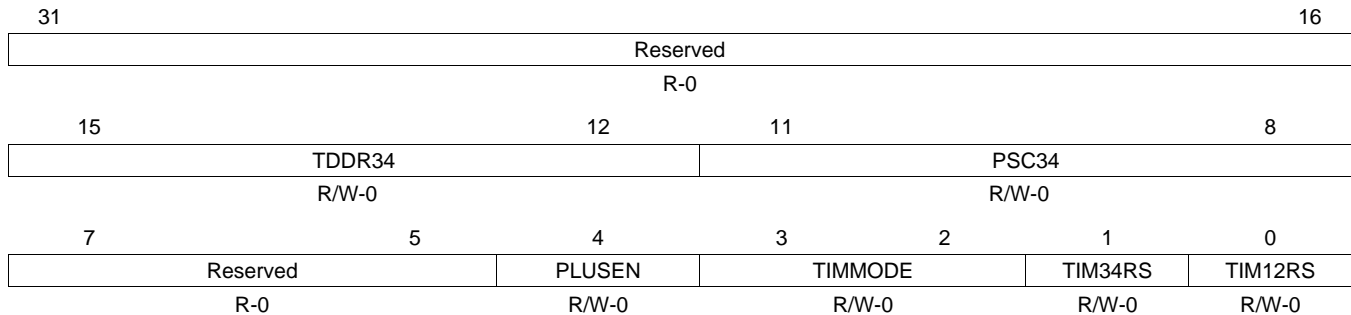 31 16
Reserved
R-0
15 12 11 8
TDDR34 PSC34
R/W-0 R/W-0
7 5 4 3 2 1 0
Reserved PLUSEN TIMMODE TIM34RS TIM12RS
R-0 R/W-0 R/W-0 R/W-0 R/W-0